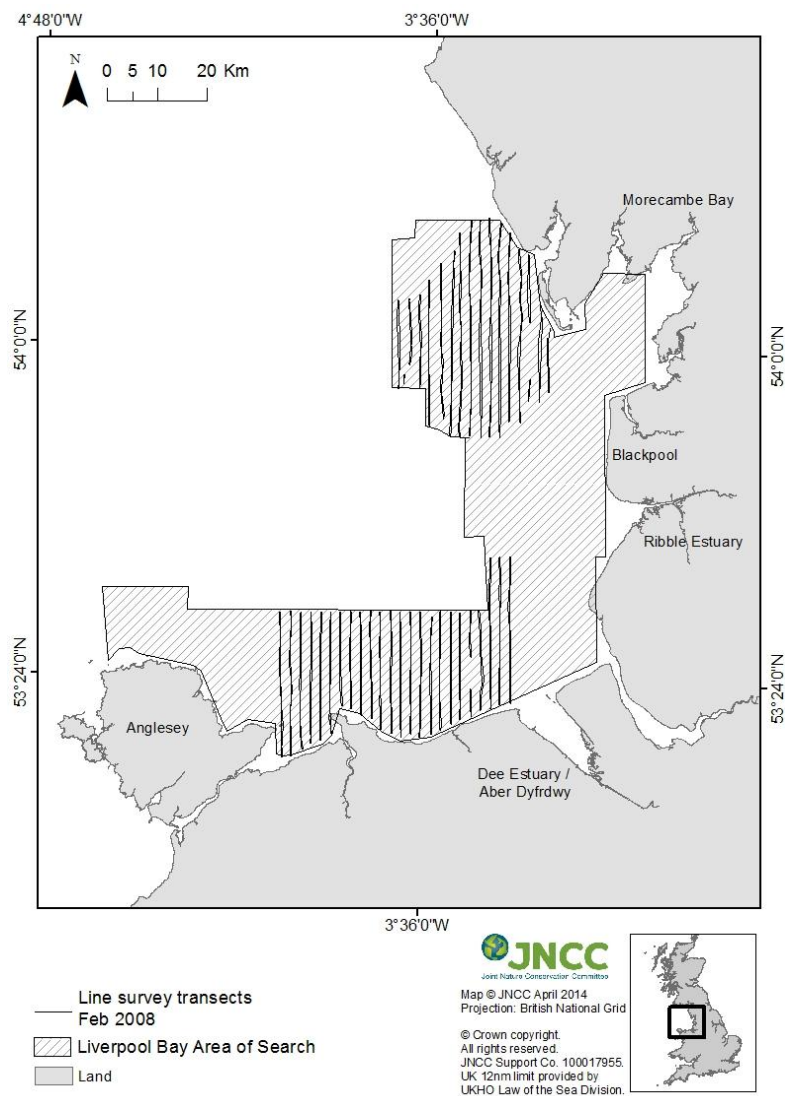 4°48'0"W
3°36'0"W
N
0 5 10 20 Km
Morecambe Bay
54°0'0"N
54°0'0"N
Blackpool
Ribble Estuary
53°24'0"N
53°24'0"N
Anglesey
Dee Estuary /
Aber Dyfrdwy
3°36'0"W
JNCC
Joint Nature Conservation Committee
Line survey transects
Feb 2008
Liverpool Bay Area of Search
Land
Map © JNCC April 2014
Projection: British National Grid
© Crown copyright.
All rights reserved.
JNCC Support Co. 100017955.
UK 12nm limit provided by
UKHO Law of the Sea Division.